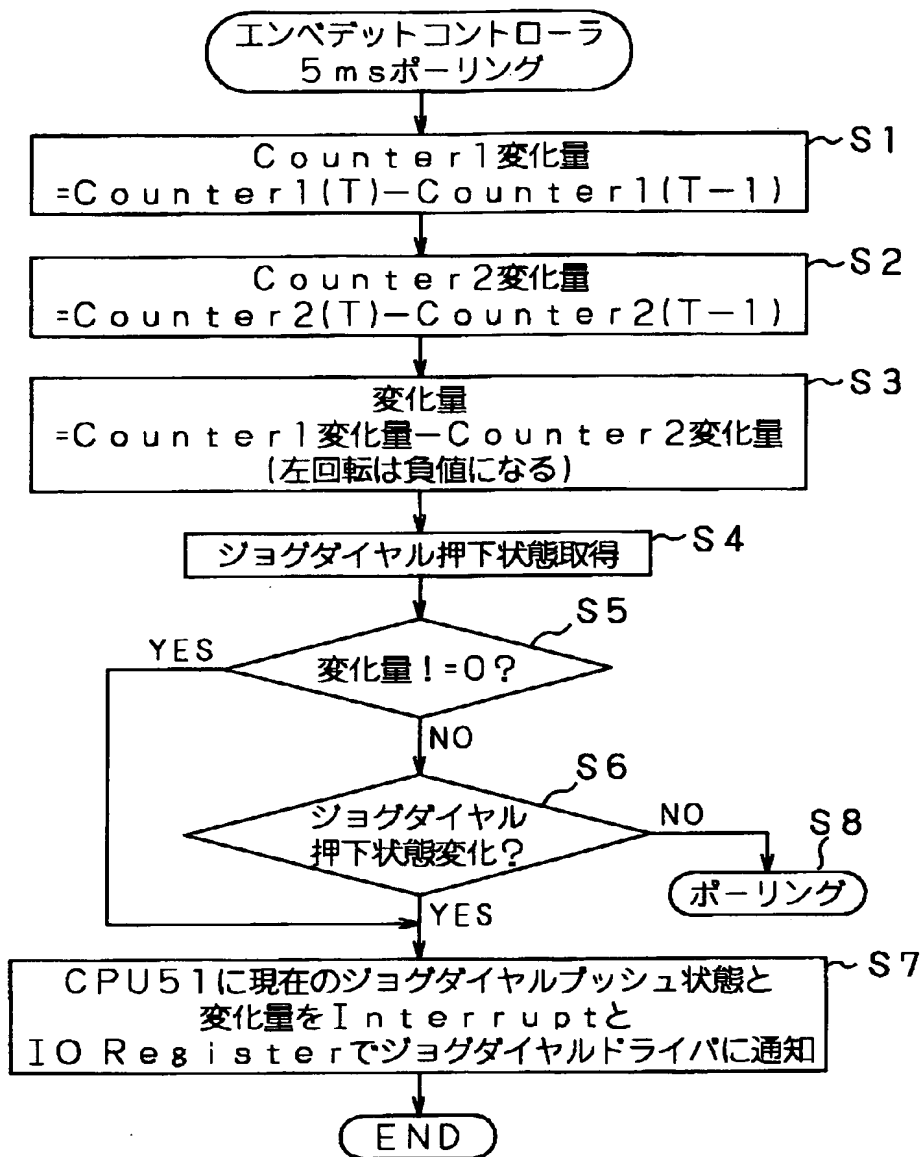 エンベデットコントローラ
5msポーリング
S1
Counter1変化量
=Counter1(T)−Counter1(T−1)
S2
Counter2変化量
=Counter2(T)−Counter2(T−1)
S3
変化量
=Counter1変化量−Counter2変化量
(左回転は負値になる)
S4
ジョグダイヤル押下状態取得
S5
YES
変化量!=0?
NO
S6
ジョグダイヤル
押下状態変化?
NO
S8
ポーリング
YES
S7
CPU51に現在のジョグダイヤルプッシュ状態と
変化量をInterruptと
IO Registerでジョグダイヤルドライバに通知
END